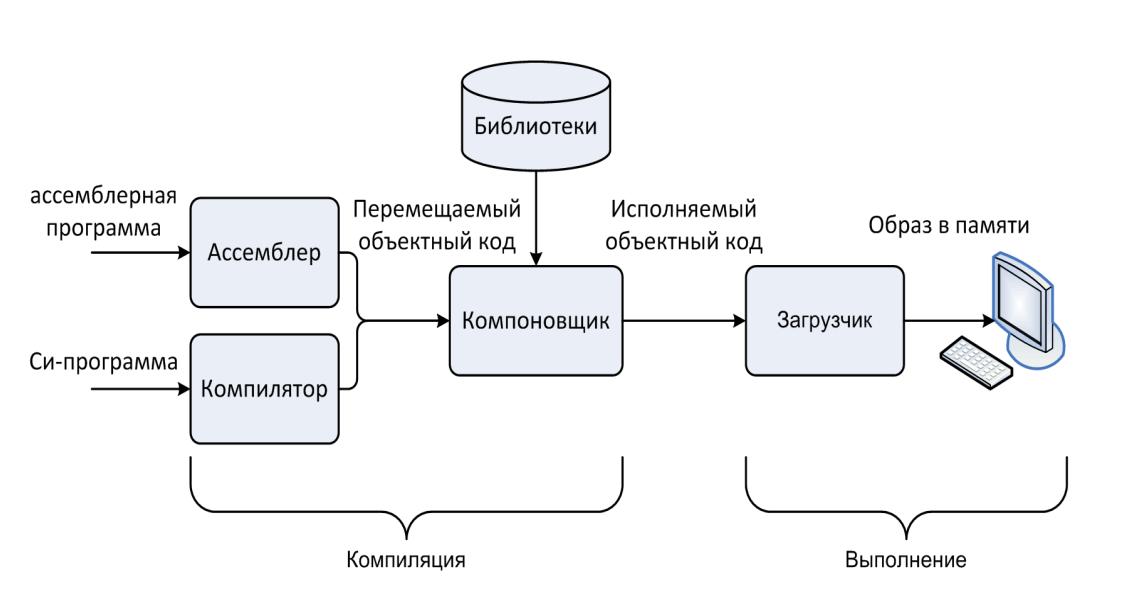 Библиотеки
ассемблерная
программа
Ассемблер
Перемещаемый
объектный код
Исполняемый
объектный код
Образ в памяти
Компоновщик
Загрузчик
Си-программа
Компилятор
Компиляция
Выполнение